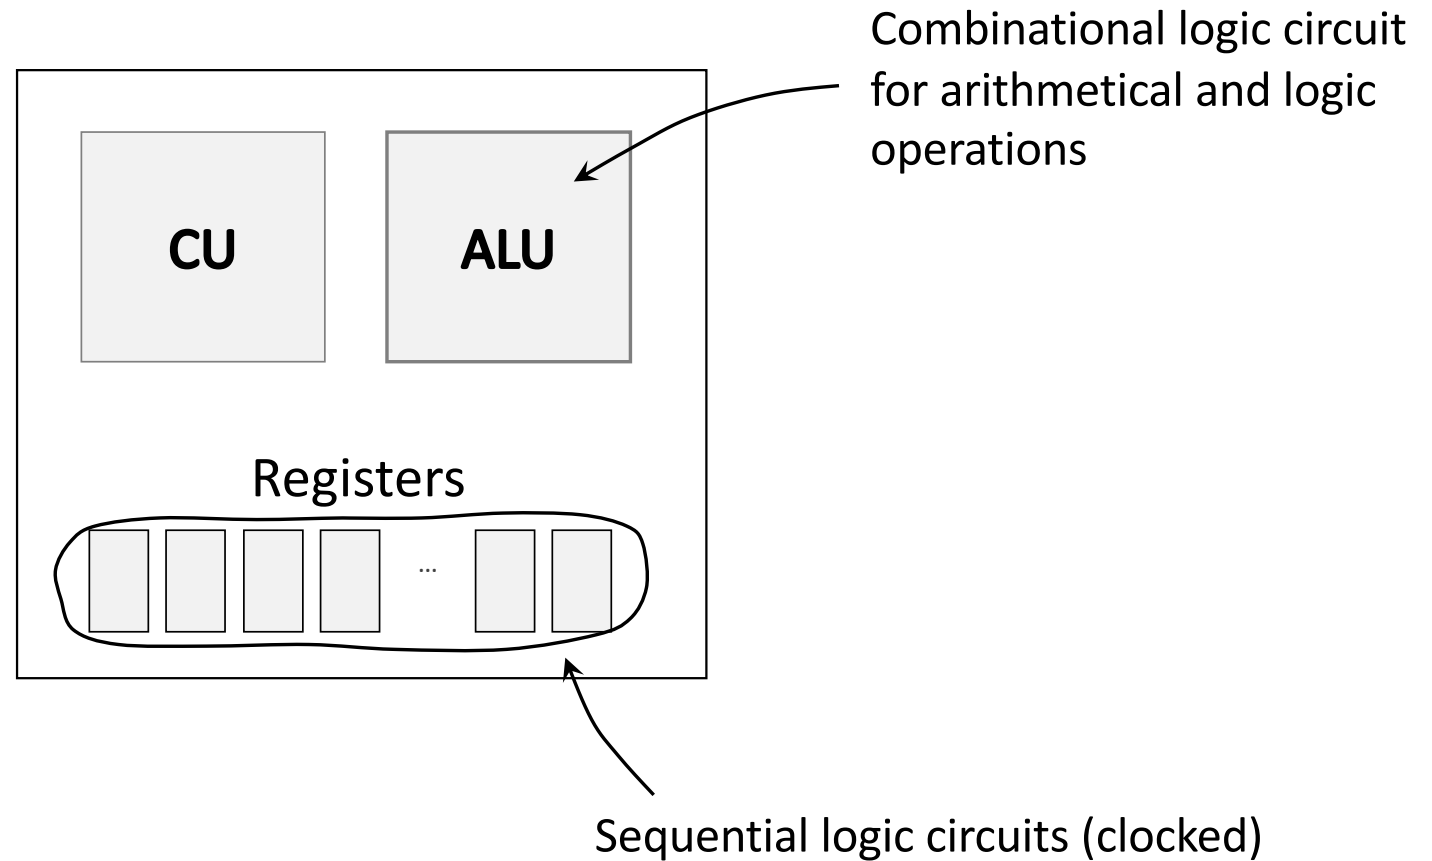 Combinational logic circuit
for arithmetical and logic
operations
CU
ALU
Registers
...
Sequential logic circuits (clocked)